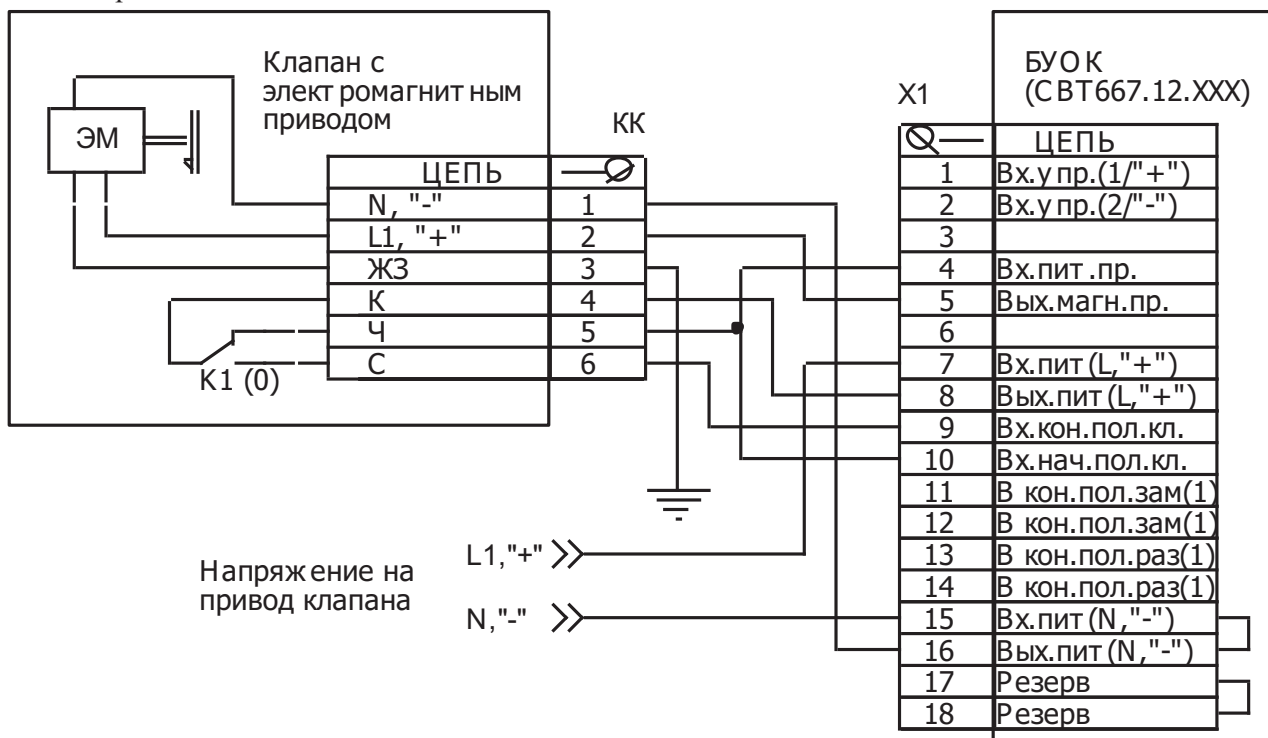 Клапан с
электромагнитным
приводом
ЭМ
КК
ЦЕПЬ
N, "-" 1
L1, "+" 2
ЖЗ 3
К 4
Ч 5
С 6
К1 (0)
Напряжение на
привод клапана
L1,"+"
N,"-"
X1
БУОК
(СВТ667.12.XXX)
ЦЕПЬ
1 Вх.упр.(1/"+")
2 Вх.упр.(2/"-")
3
4 Вх.пит.пр.
5 Вых.магн.пр.
6
7 Вх.пит(L,"+")
8 Вых.пит(L,"+")
9 Вх.кон.пол.кл.
10 Вх.нач.пол.кл.
11 В кон.пол.зам(1)
12 В кон.пол.зам(1)
13 В кон.пол.раз(1)
14 В кон.пол.раз(1)
15 Вх.пит(N,"-")
16 Вых.пит(N,"-")
17 Резерв
18 Резерв